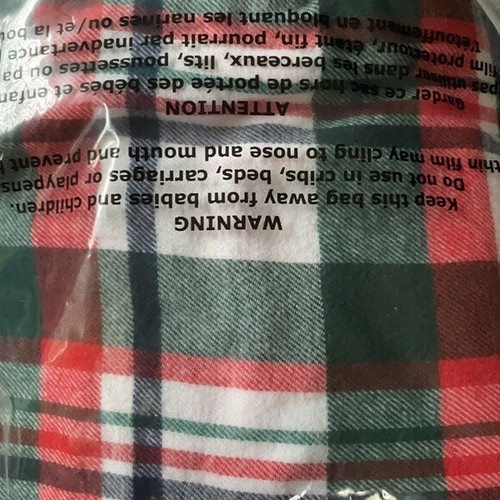 WARNING
Keep this bag away from babies and children.
Do not use in cribs, beds, carriages or playpens
thin film may cling to nose and mouth and prevent
ATTENTION
Garder ce sac hors de portée des bébés et enfan
pas utiliser dans les berceaux, lits, poussettes ou pa
film protecteur, étant fin, pourrait par inadvertance
l'étouffement en bloquant les narines ou/et la bou